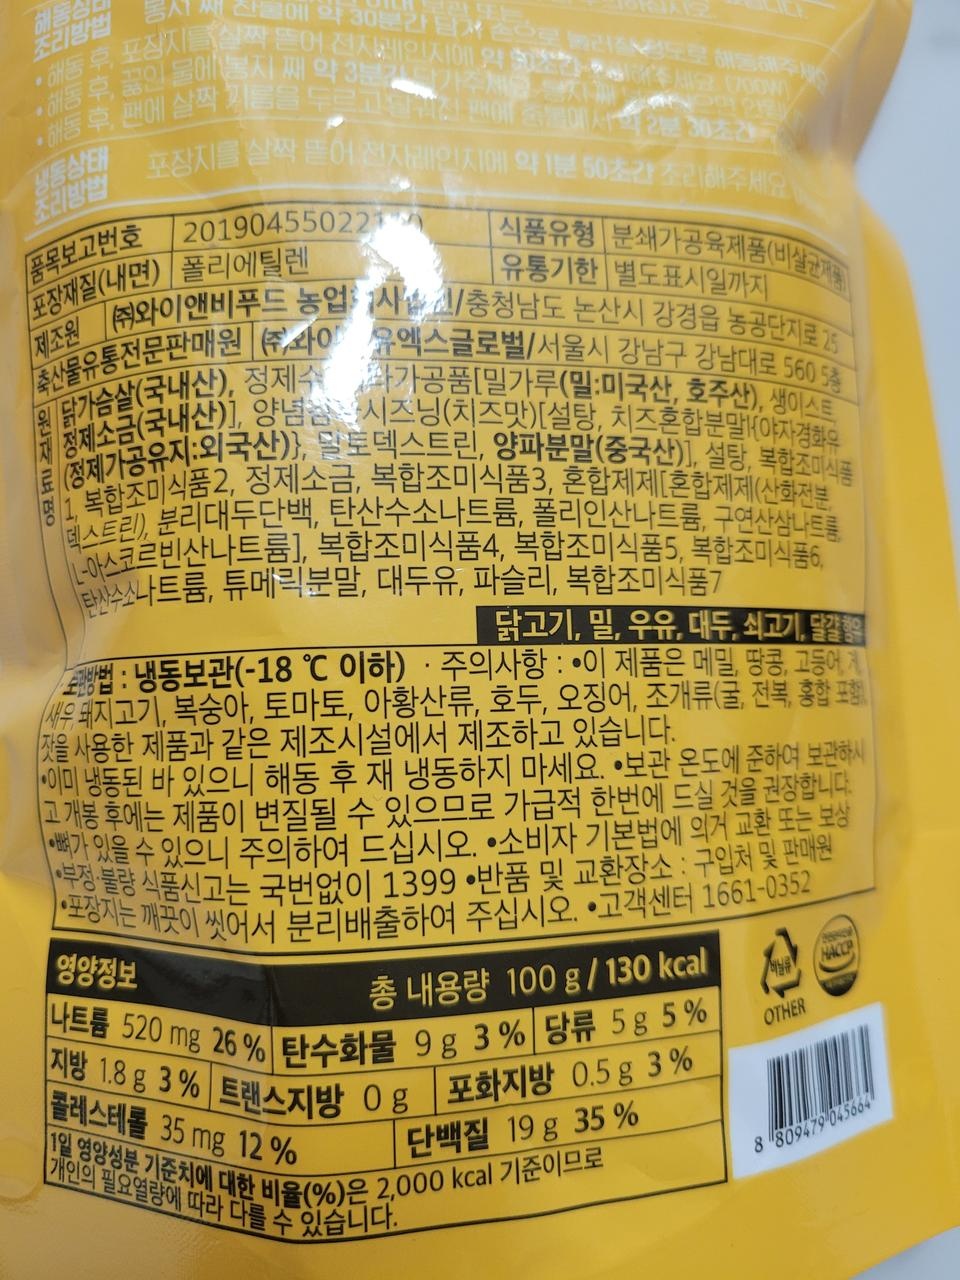 해동상태
조리방법
봉지 째 찬물에 약 30분간 담가
해동해주세요
• 해동 후, 포장지를 살짝 뜯어 전자레인지에 약
(700W)
• 해동 후, 끓인 물에 봉지 째 약 3분간
• 해동 후, 팬에 살짝 기름을 두르고
약 2분 30초간
냉동상태
조리방법
포장지를 살짝 뜯어 전자레인지에 약 1분 50초간 조리해주세요
품목보고번호
식품유형 분쇄가공육제품(비살균제품)
포장재질(내면) 폴리에틸렌
유통기한 별도표시일까지
제조원 ㈜와이앤비푸드 충청남도 논산시 강경읍 농공단지로 25
축산물유통전문판매원 유엑스글로벌/서울시 강남구 강남대로 560 5층
원재료명
닭가슴살(국내산), 정제수 [밀가루(밀:미국산, 호주산), 생이스트
정제소금(국내산)], 시즈닝(치즈맛)[설탕, 치즈혼합분말{야자경화유
(정제가공유지:외국산)}, 말토덱스트린, 양파분말(중국산)], 설탕, 복합조미식품
1, 복합조미식품2, 정제소금, 복합조미식품3, 혼합제제[혼합제제(산화전분,
덱스트린), 분리대두단백, 탄산수소나트륨, 폴리인산나트륨, 구연산삼나트륨,
L-아스코르빈산나트륨], 복합조미식품4, 복합조미식품5, 복합조미식품6,
탄산수소나트륨, 튜메릭분말, 대두유, 파슬리, 복합조미식품7
닭고기, 밀, 우유, 대두, 쇠고기, 달걀 함유
보관방법 : 냉동보관(-18 ℃ 이하) · 주의사항 : •이 제품은 메밀, 땅콩, 고등어, 게,
새우, 돼지고기, 복숭아, 토마토, 아황산류, 호두, 오징어, 조개류(굴, 전복, 홍합 포함),
잣을 사용한 제품과 같은 제조시설에서 제조하고 있습니다.
•이미 냉동된 바 있으니 해동 후 재 냉동하지 마세요. •보관 온도에 준하여 보관하시
고 개봉 후에는 제품이 변질될 수 있으므로 가급적 한번에 드실 것을 권장합니다.
•뼈가 있을 수 있으니 주의하여 드십시오. •소비자 기본법에 의거 교환 또는 보상
•부정·불량 식품신고는 국번없이 1399 •반품 및 교환장소 : 구입처 및 판매원
•포장지는 깨끗이 씻어서 분리배출하여 주십시오. •고객센터 1661-0352
영양정보 총 내용량 100 g / 130 kcal
나트륨 520 mg 26 % 탄수화물 9 g 3 % 당류 5 g 5 %
지방 1.8 g 3 % 트랜스지방 0 g 포화지방 0.5 g 3 %
콜레스테롤 35 mg 12 % 단백질 19 g 35 %
1일 영양성분 기준치에 대한 비율(%)은 2,000 kcal 기준이므로
개인의 필요열량에 따라 다를 수 있습니다.
비닐류
OTHER
HACCP
8 809479 045664